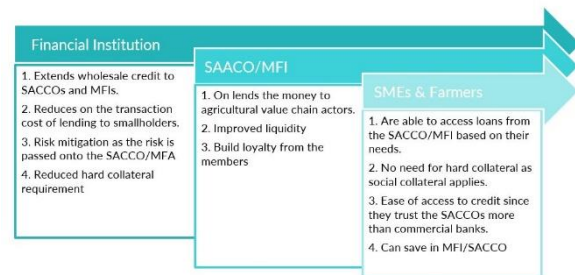 Financial Institution
1. Extends wholesale credit to
SACCOs and MFIs.
2. Reduces on the transaction
cost of lending to smallholders.
3. Risk mitigation as the risk is
passed onto the SACCO/MFA
4. Reduced hard collateral
requirement
SAACO/MFI
1. On lends the money to
agricultural value chain actors.
2. Improved liquidity
3. Build loyalty from the
members
SMEs & Farmers
1. Are able to access loans from
the SACCO/MFI based on their
needs.
2. No need for hard collateral as
social collateral applies.
3. Ease of access to credit since
they trust the SACCOs more
than commercial banks.
4. Can save in MFI/SACCO